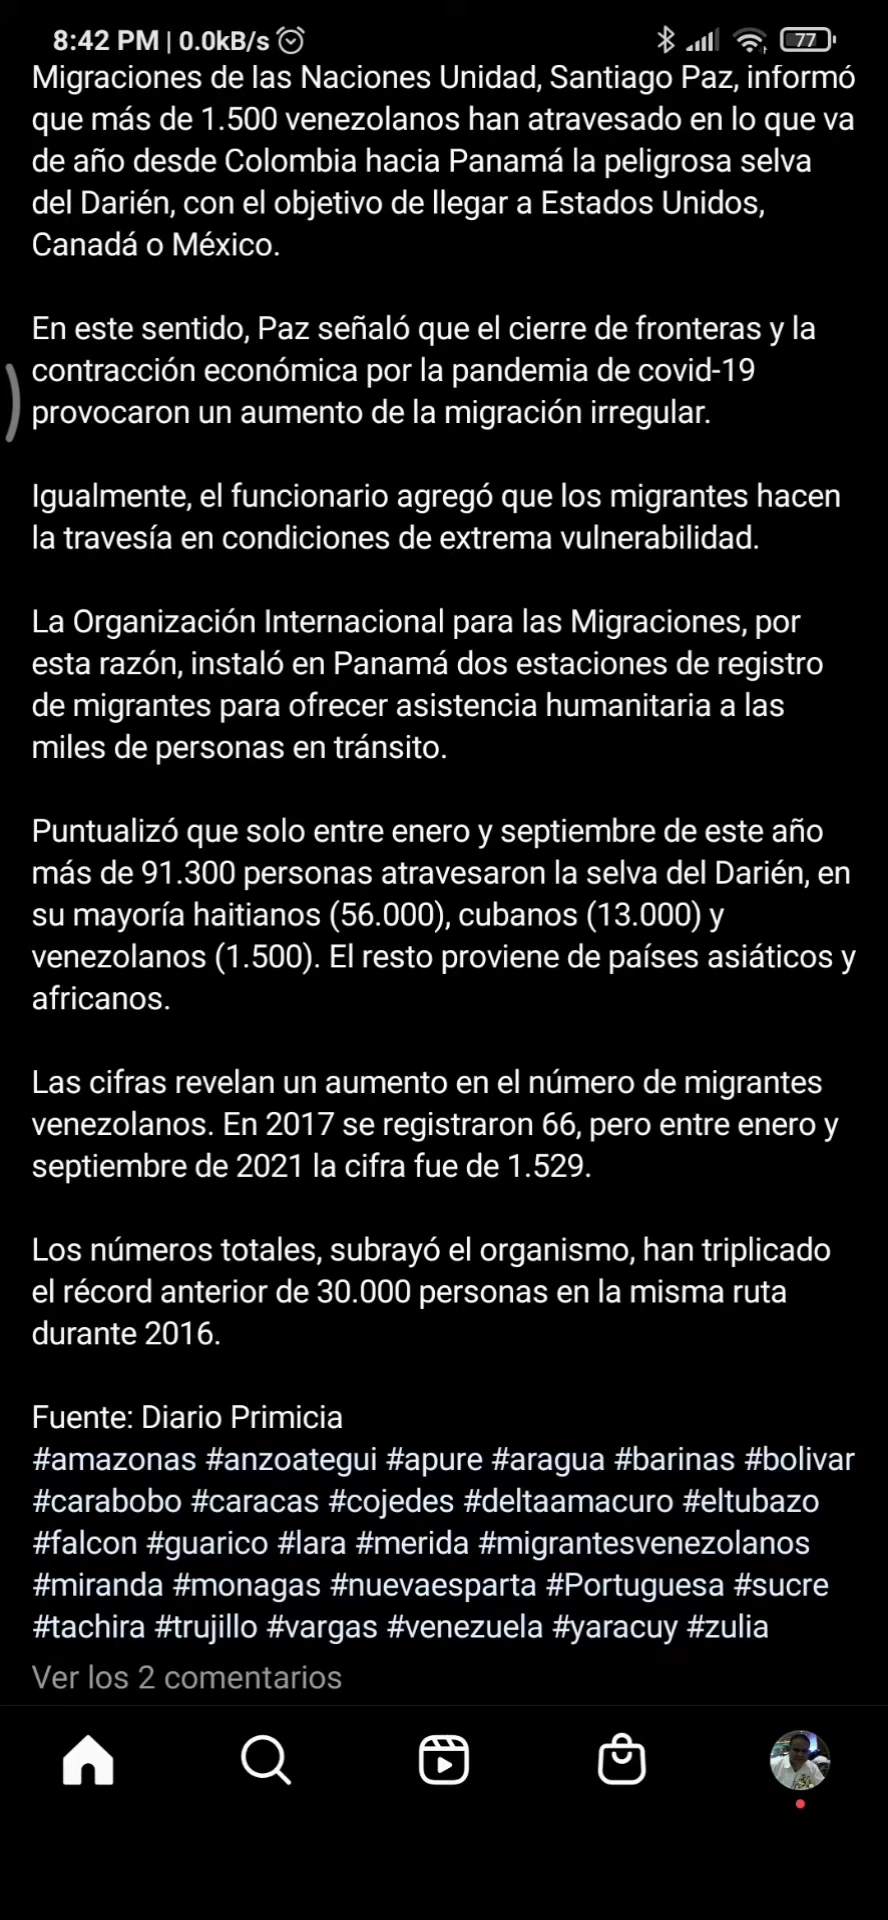 8:42 PM | 0.0kB/s
77
Migraciones de las Naciones Unidad, Santiago Paz, informó
que más de 1.500 venezolanos han atravesado en lo que va
de año desde Colombia hacia Panamá la peligrosa selva
del Darién, con el objetivo de llegar a Estados Unidos,
Canadá o México.
En este sentido, Paz señaló que el cierre de fronteras y la
contracción económica por la pandemia de covid-19
provocaron un aumento de la migración irregular.
Igualmente, el funcionario agregó que los migrantes hacen
la travesía en condiciones de extrema vulnerabilidad.
La Organización Internacional para las Migraciones, por
esta razón, instaló en Panamá dos estaciones de registro
de migrantes para ofrecer asistencia humanitaria a las
miles de personas en tránsito.
Puntualizó que solo entre enero y septiembre de este año
más de 91.300 personas atravesaron la selva del Darién, en
su mayoría haitianos (56.000), cubanos (13.000) y
venezolanos (1.500). El resto proviene de países asiáticos y
africanos.
Las cifras revelan un aumento en el número de migrantes
venezolanos. En 2017 se registraron 66, pero entre enero y
septiembre de 2021 la cifra fue de 1.529.
Los números totales, subrayó el organismo, han triplicado
el récord anterior de 30.000 personas en la misma ruta
durante 2016.
Fuente: Diario Primicia
#amazonas #anzoategui #apure #aragua #barinas #bolivar
#carabobo #caracas #cojedes #deltaamacuro #eltubazo
#falcon #guarico #lara #merida #migrantesvenezolanos
#miranda #monagas #nuevaesparta #Portuguesa #sucre
#tachira #trujillo #vargas #venezuela #yaracuy #zulia
Ver los 2 comentarios